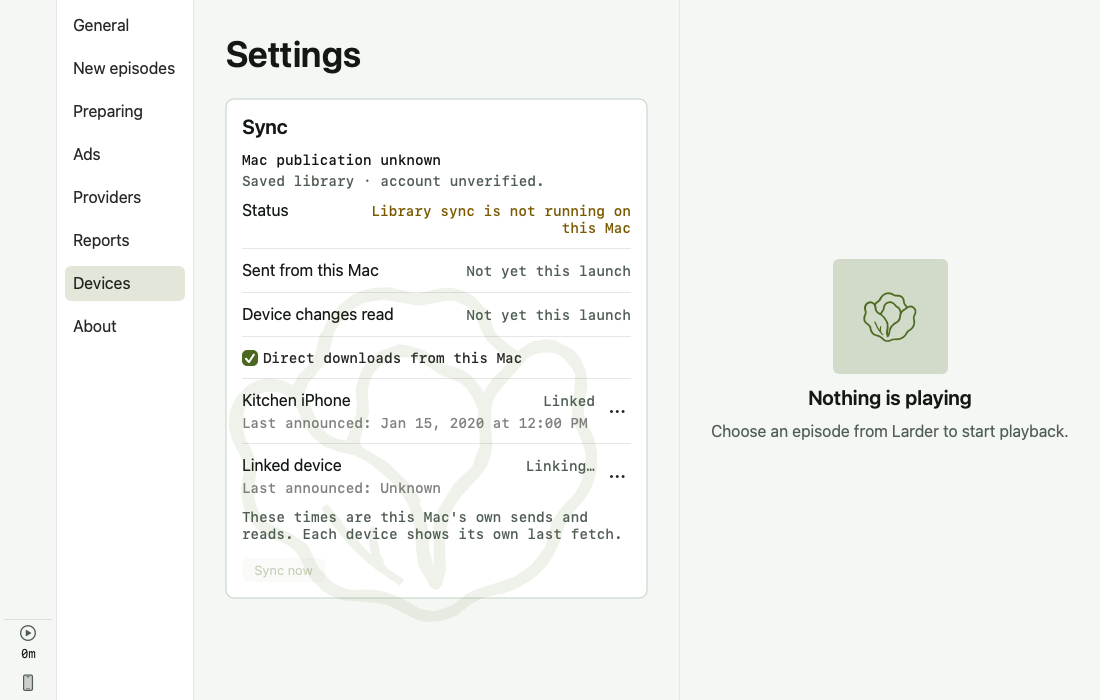 General
New episodes
Preparing
Ads
Providers
Reports
Devices
About
0m
Settings
Sync
Mac publication unknown
Saved library · account unverified.
Status
Library sync is not running on
this Mac
Sent from this Mac
Not yet this launch
Device changes read
Not yet this launch
Direct downloads from this Mac
Kitchen iPhone
Linked
Last announced: Jan 15, 2020 at 12:00 PM
Linked device
Linking…
Last announced: Unknown
These times are this Mac's own sends and
reads. Each device shows its own last fetch.
Sync now
Nothing is playing
Choose an episode from Larder to start playback.